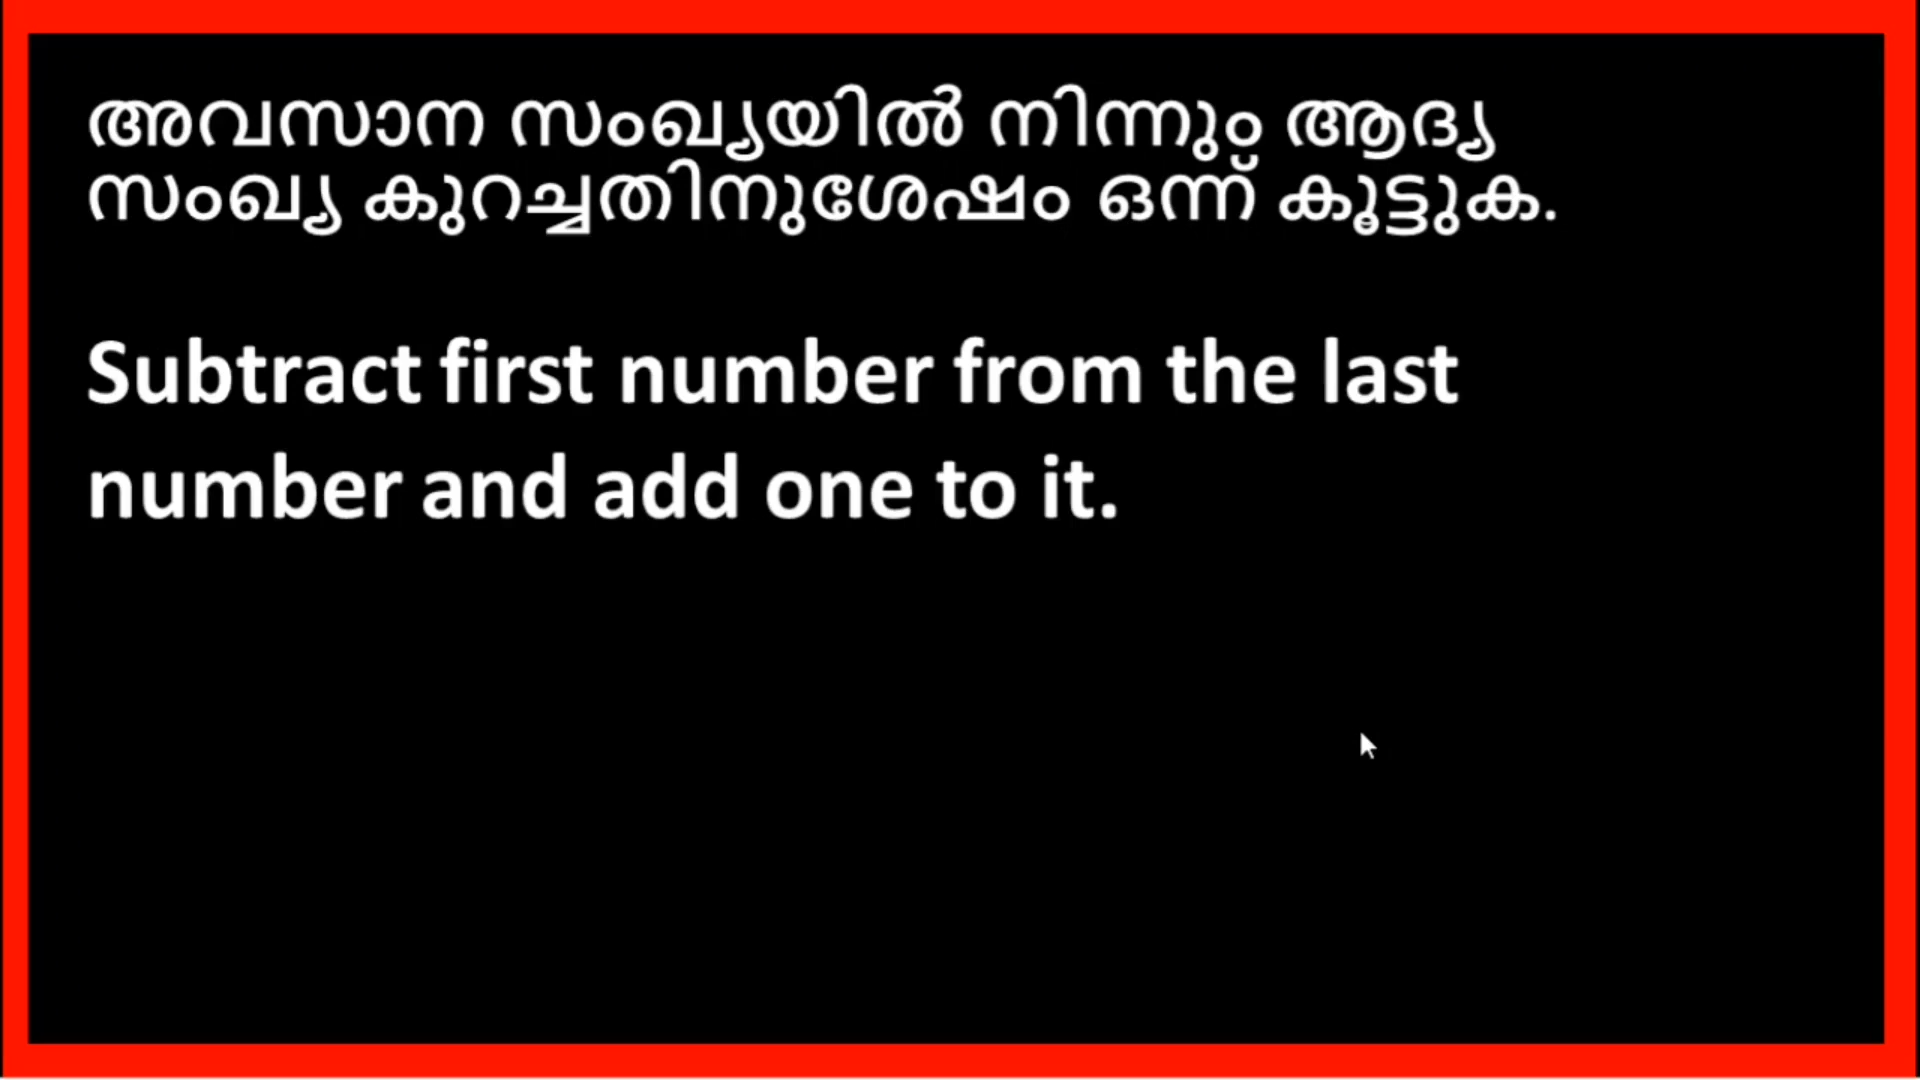 അവസാന സംഖ്യയിൽ നിന്നും ആദ്യ
സംഖ്യ കുറച്ചതിനുശേഷം ഒന്ന് കൂട്ടുക.
Subtract first number from the last
number and add one to it.